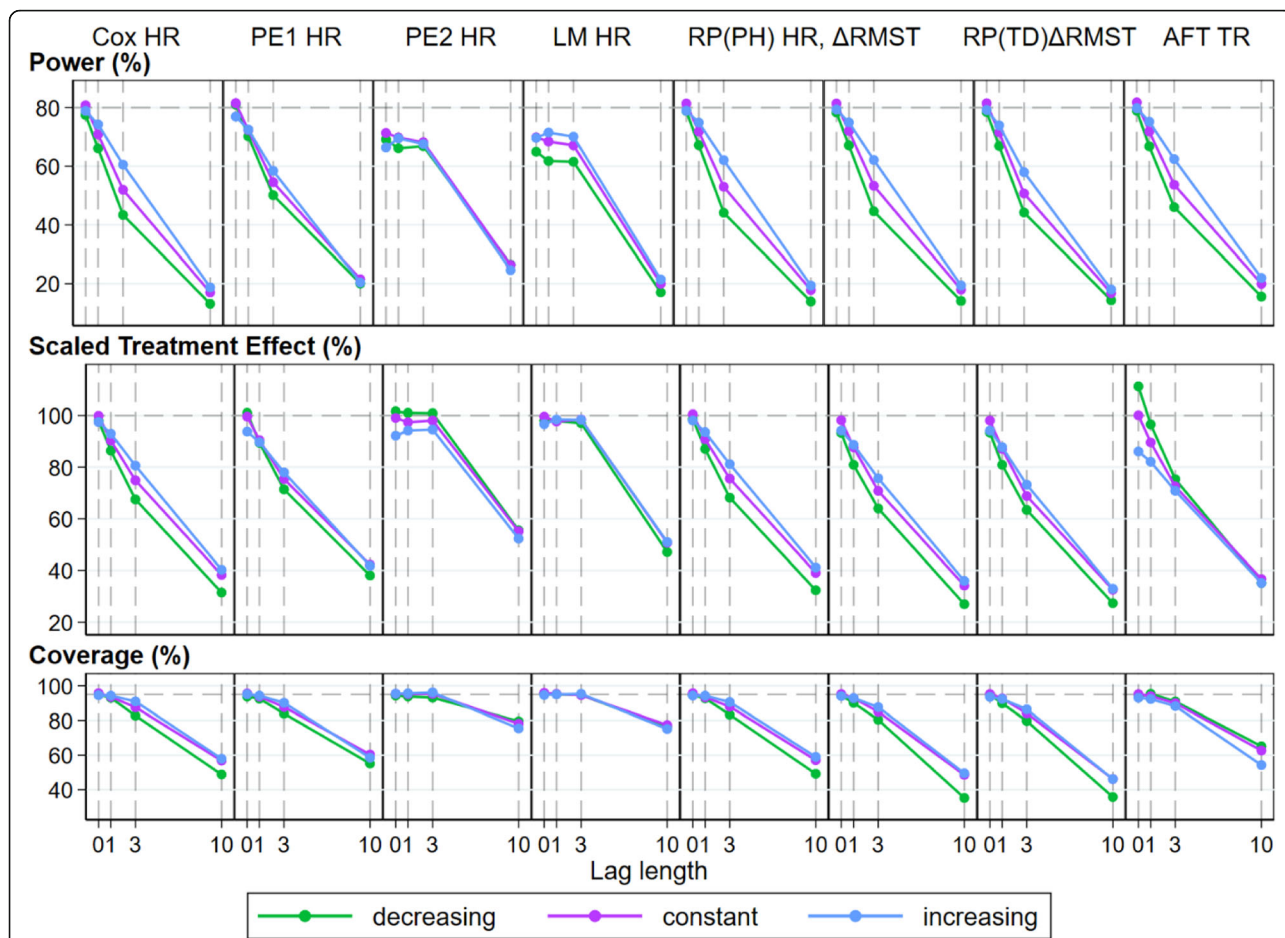 Cox HR PE1 HR PE2 HR LM HR RP(PH) HR, ΔRMST RP(TD)ΔRMST AFT TR
Power (%)
80
60
40
20
Scaled Treatment Effect (%)
100
80
60
40
20
Coverage (%)
100
80
60
40
01 3 10 01 3 10 01 3 10 01 3 10 01 3 10 01 3 10 01 3 10 01 3 10
Lag length
decreasing constant increasing